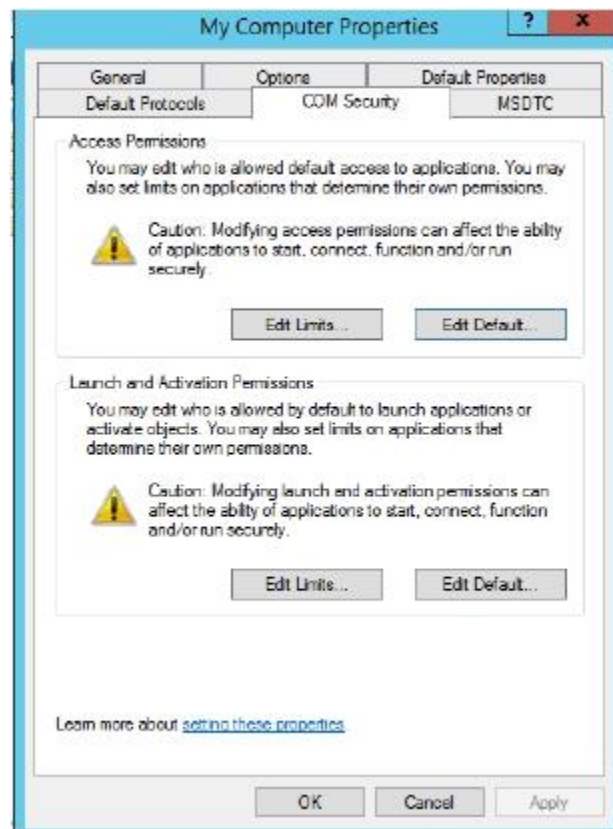 My Computer Properties
? x
General Options Default Properties
Default Protocols COM Security MSDTC
Access Permissions
You may edit who is allowed default access to applications. You may
also set limits on applications that determine their own permissions.
Caution: Modifying access permissions can affect the ability
of applications to start, connect, function and/or run
securely.
Edit Limits... Edit Default...
Launch and Activation Permissions
You may edit who is allowed by default to launch applications or
activate objects. You may also set limits on applications that
determine their own permissions.
Caution: Modifying launch and activation permissions can
affect the ability of applications to start, connect, function
and/or run securely.
Edit Limits... Edit Default...
Learn more about setting these properties
OK Cancel Apply